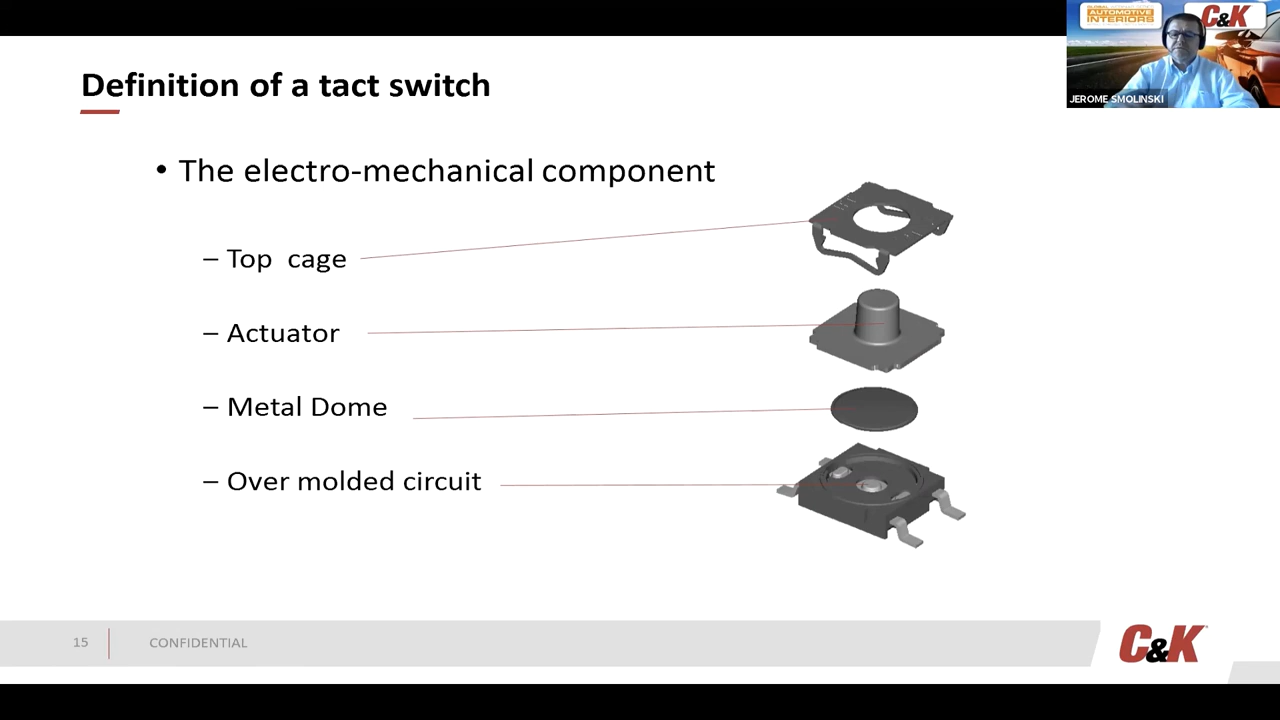 AUTOMOTIVE
INTERIORS
C&K
JEROME SMOLINSKI
Definition of a tact switch
• The electro-mechanical component
– Top cage
– Actuator
– Metal Dome
– Over molded circuit
15
CONFIDENTIAL
C&K